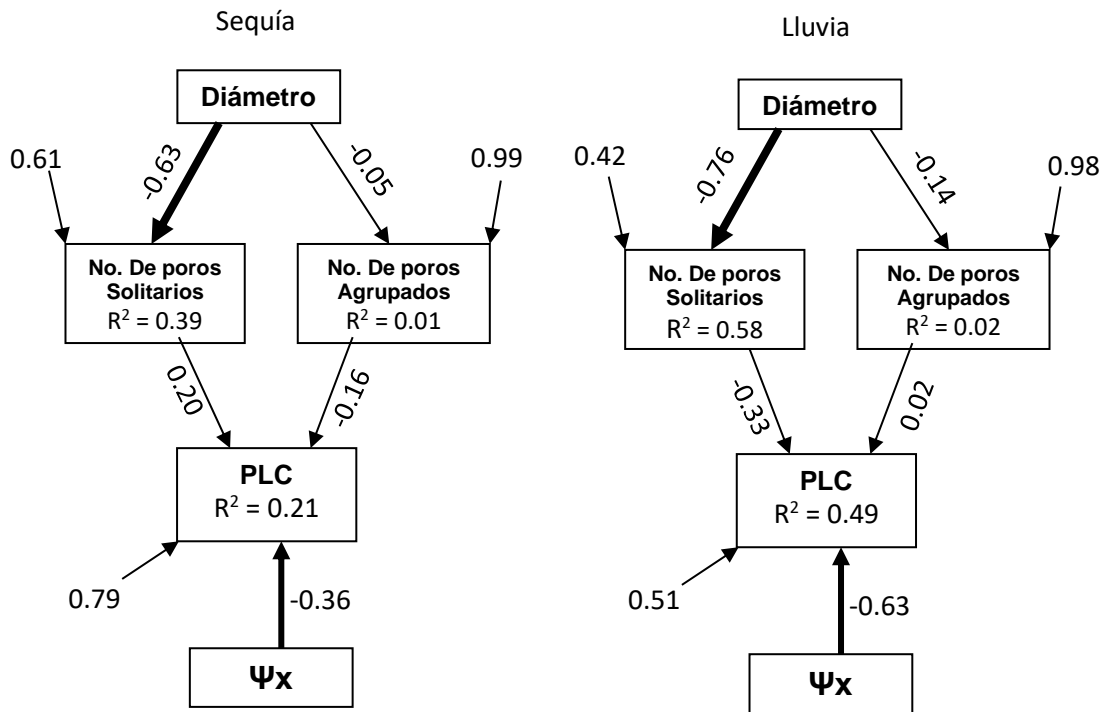 Sequía
Diámetro
0.61
-0.63
-0.05
0.99
No. De poros
Solitarios
R² = 0.39
No. De poros
Agrupados
R² = 0.01
0.20
-0.16
PLC
R² = 0.21
0.79
-0.36
Ψx
Lluvia
Diámetro
0.42
-0.76
-0.14
0.98
No. De poros
Solitarios
R² = 0.58
No. De poros
Agrupados
R² = 0.02
-0.33
0.02
PLC
R² = 0.49
0.51
-0.63
Ψx